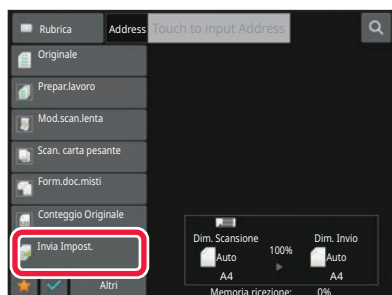 Rubrica
Address
Touch to input Address
Originale
Prepar.lavoro
Mod.scan.lenta
Scan. carta pesante
Form.doc.misti
Conteggio Originale
Invia Impost.
Altri
Dim. Scansione
100%
Dim. Invio
Auto
Auto
A4
A4
Memoria ricezione:
0%